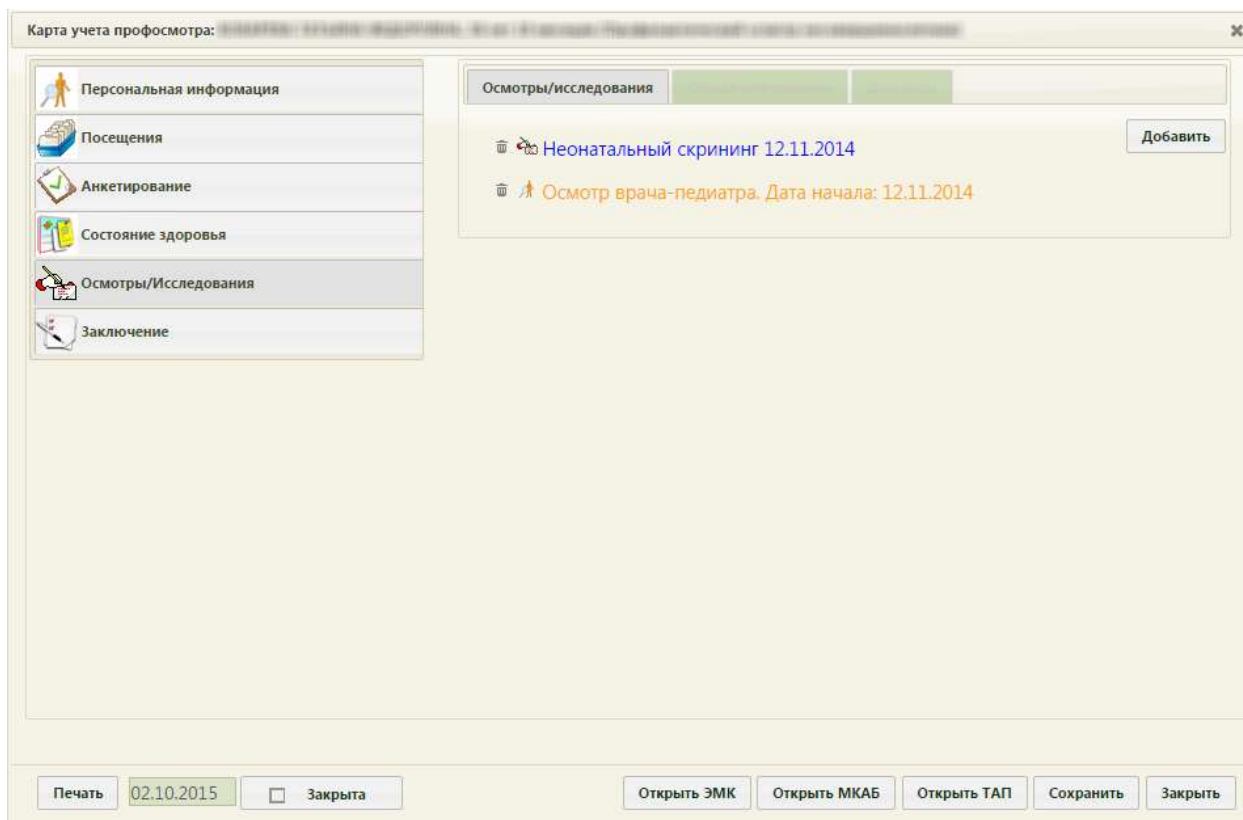 Карта учета профосмотра:
Персональная информация
Посещения
Анкетирование
Состояние здоровья
Осмотры/Исследования
Заключение
Осмотры/исследования
Добавить
Неонатальный скрининг 12.11.2014
Осмотр врача-педиатра. Дата начала: 12.11.2014
Печать 02.10.2015 Закрыта Открыть ЭМК Открыть МКАБ Открыть ТАП Сохранить Закрыть